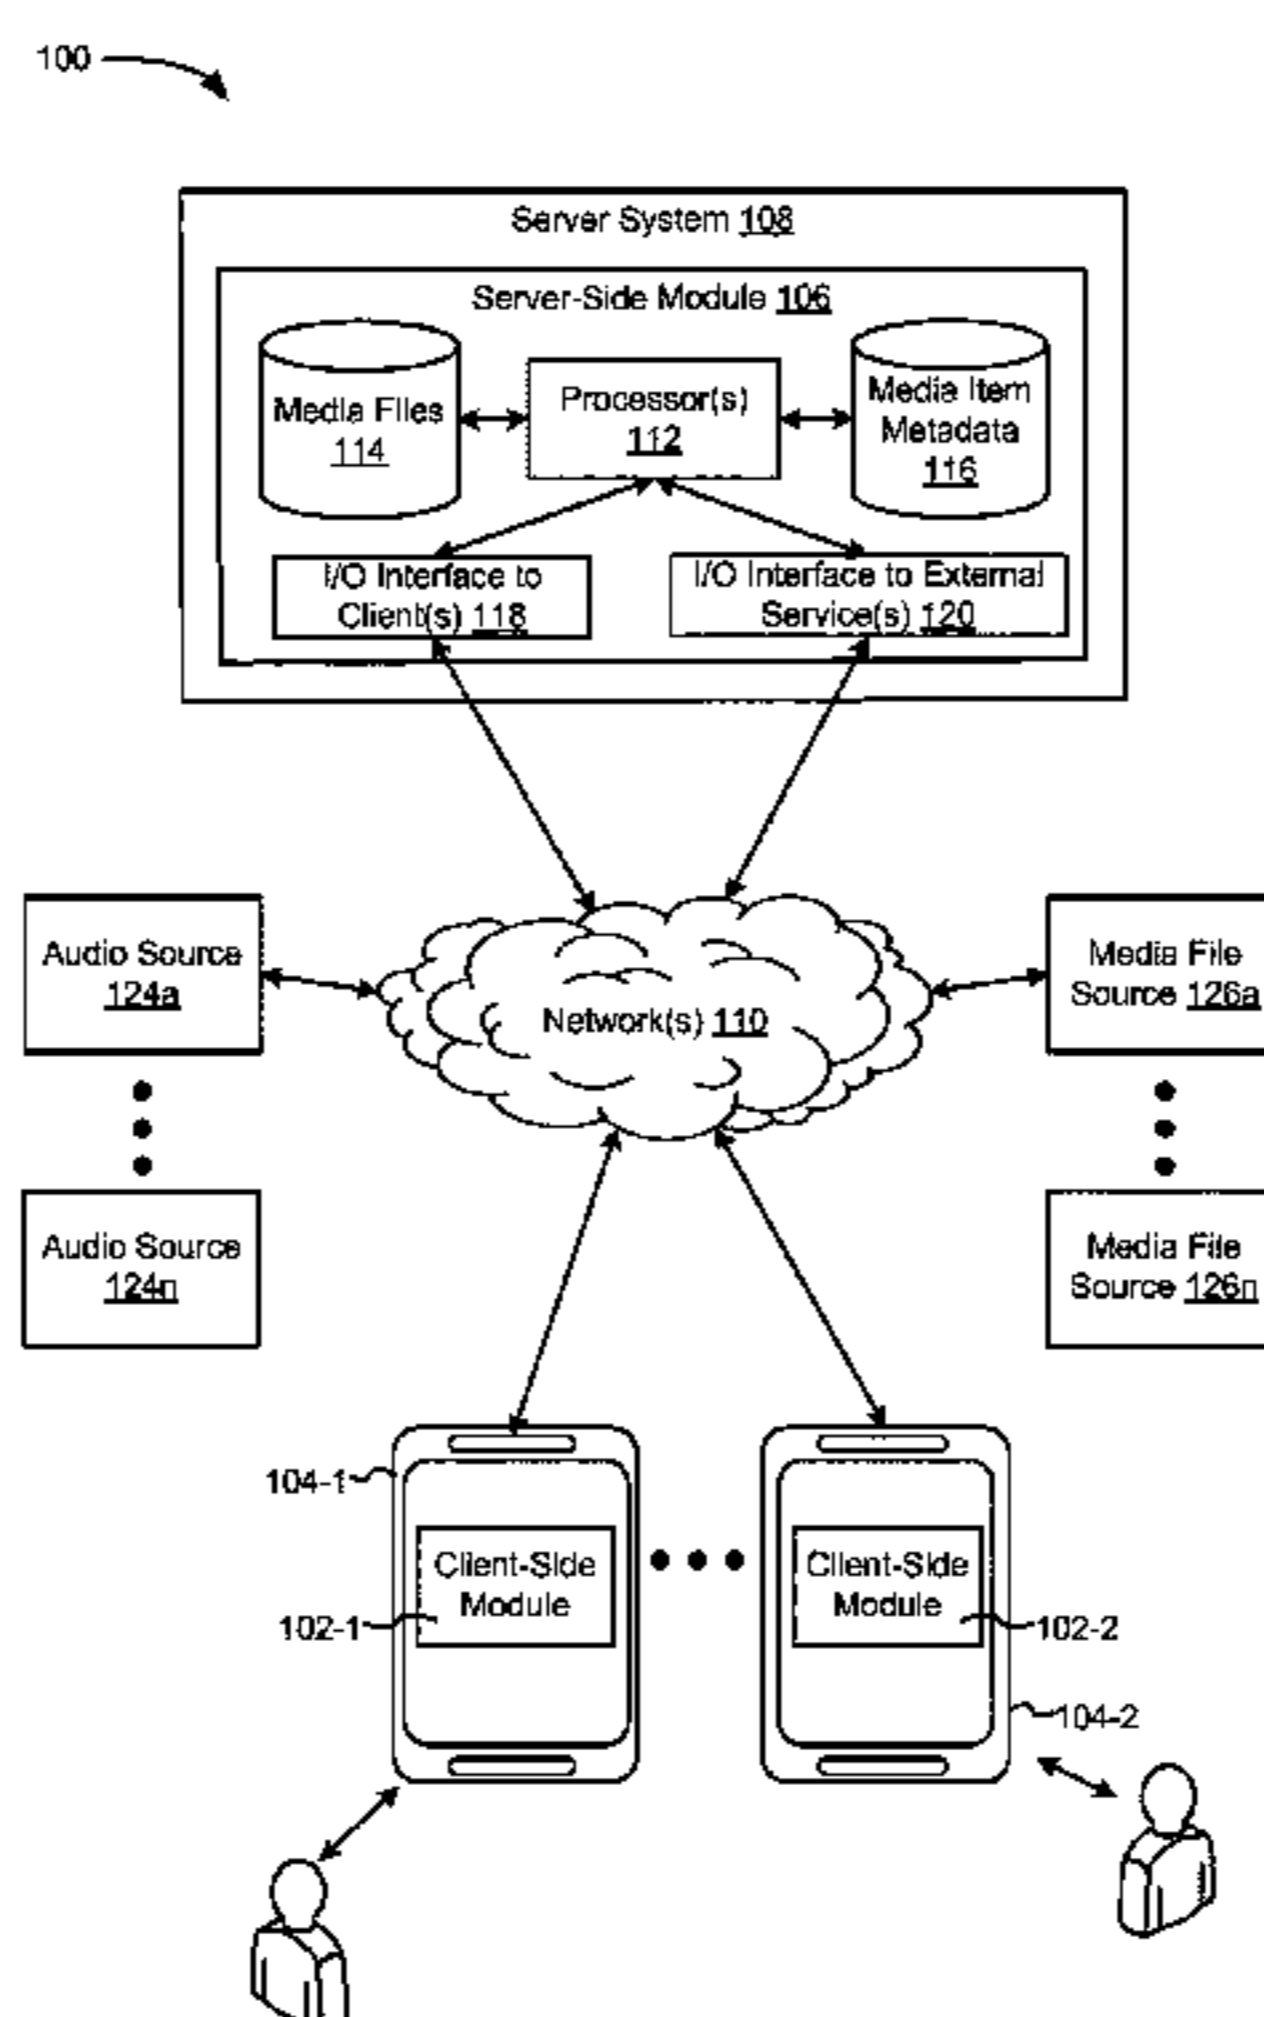 100
Server System 108
Server-Side Module 106
Media Files
114
Processor(s)
112
Media Item
Metadata
116
I/O Interface to
Client(s) 118
I/O Interface to External
Service(s) 120
Audio Source
124a
Network(s) 110
Media File
Source 126a
Audio Source
124n
Media File
Source 126n
104-1
Client-Side
Module
102-1
Client-Side
Module
102-2
104-2